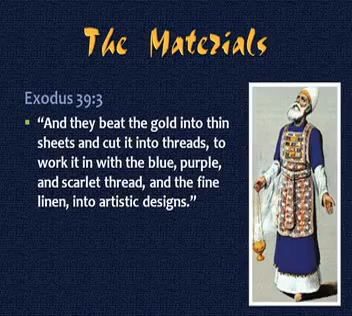 The Materials
Exodus 39:3
“And they beat the gold into thin
sheets and cut it into threads, to
work it in with the blue, purple,
and scarlet thread, and the fine
linen, into artistic designs.”